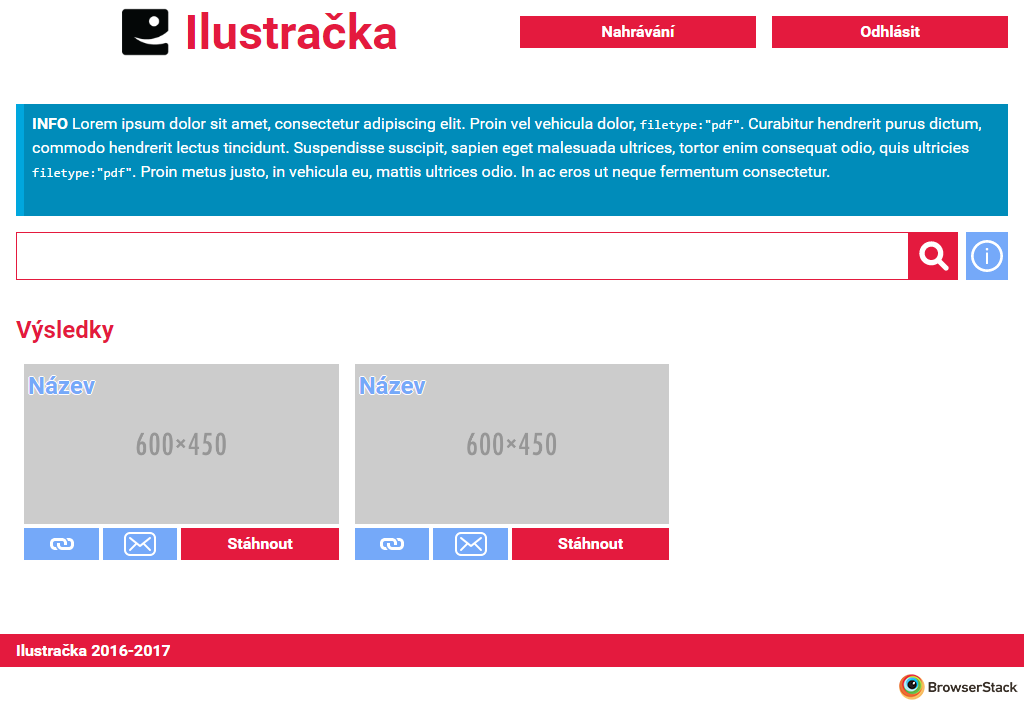 Ilustračka
Nahrávání
Odhlásit
INFO Lorem ipsum dolor sit amet, consectetur adipiscing elit. Proin vel vehicula dolor, filetype:"pdf". Curabitur hendrerit purus dictum,
commodo hendrerit lectus tincidunt. Suspendisse suscipit, sapien eget malesuada ultrices, tortor enim consequat odio, quis ultricies
filetype:"pdf". Proin metus justo, in vehicula eu, mattis ultrices odio. In ac eros ut neque fermentum consectetur.
Výsledky
Název
Název
600×450
600×450
Stáhnout
Stáhnout
Ilustračka 2016-2017
BrowserStack